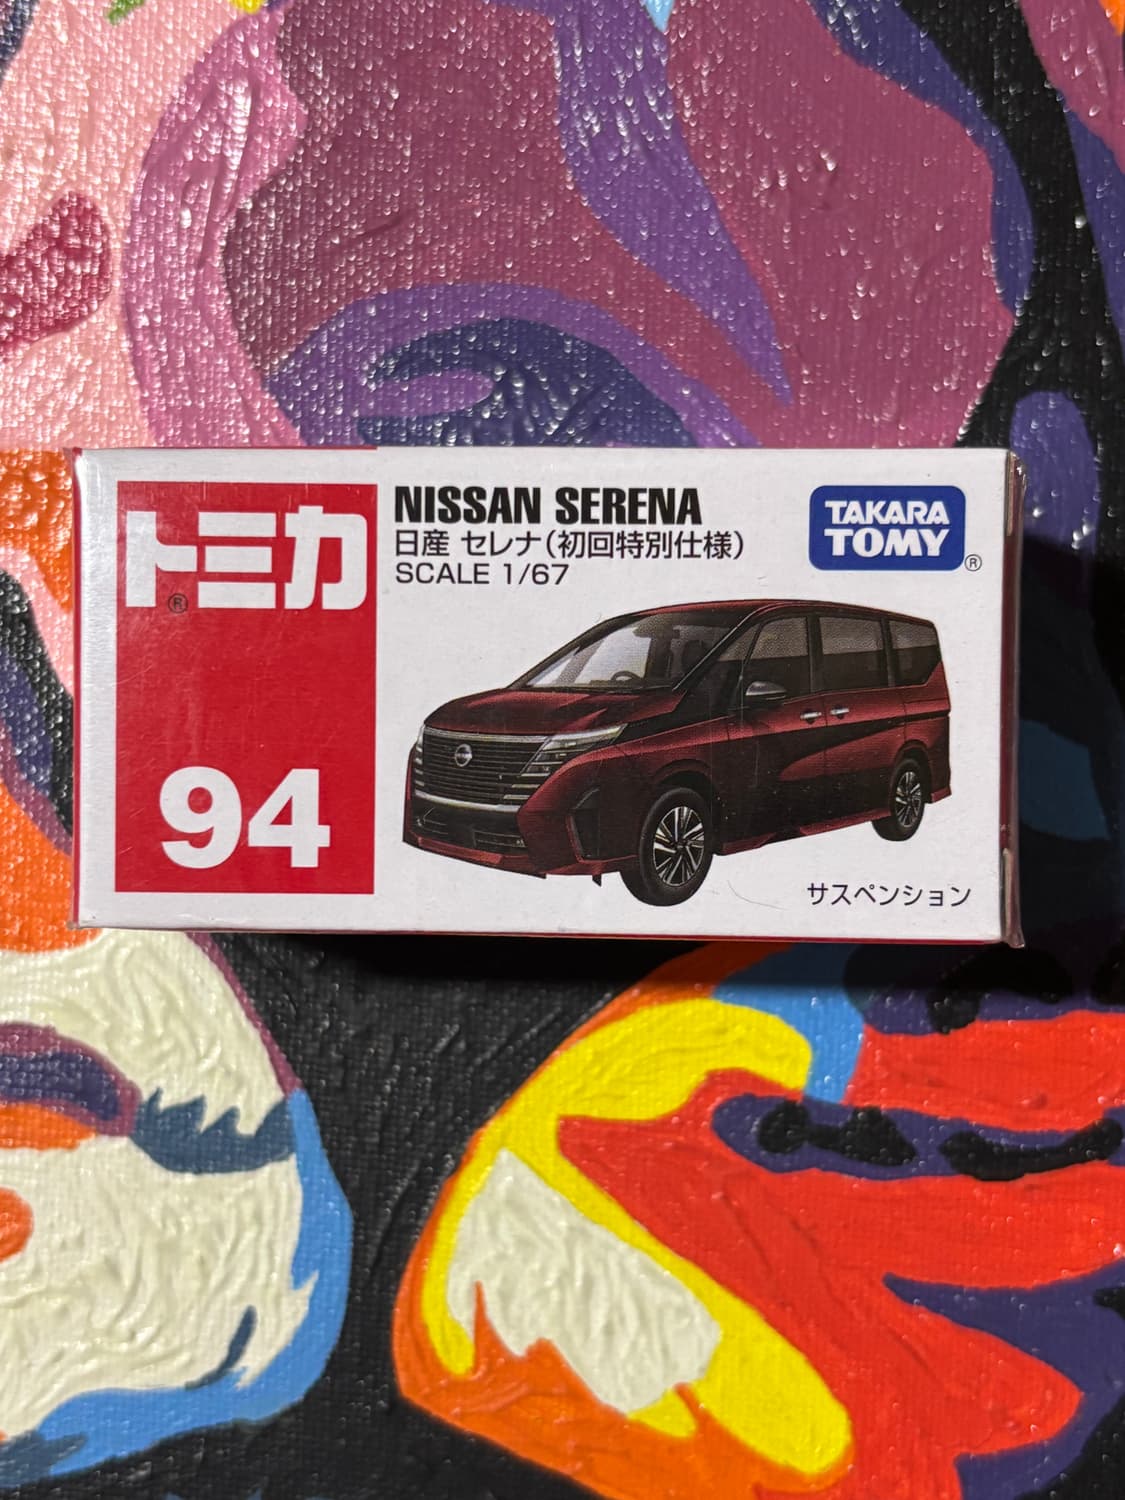 トミカ
®
94
NISSAN SERENA
日産 セレナ(初回特別仕様)
SCALE 1/67
TAKARA
TOMY
®
サスペンション